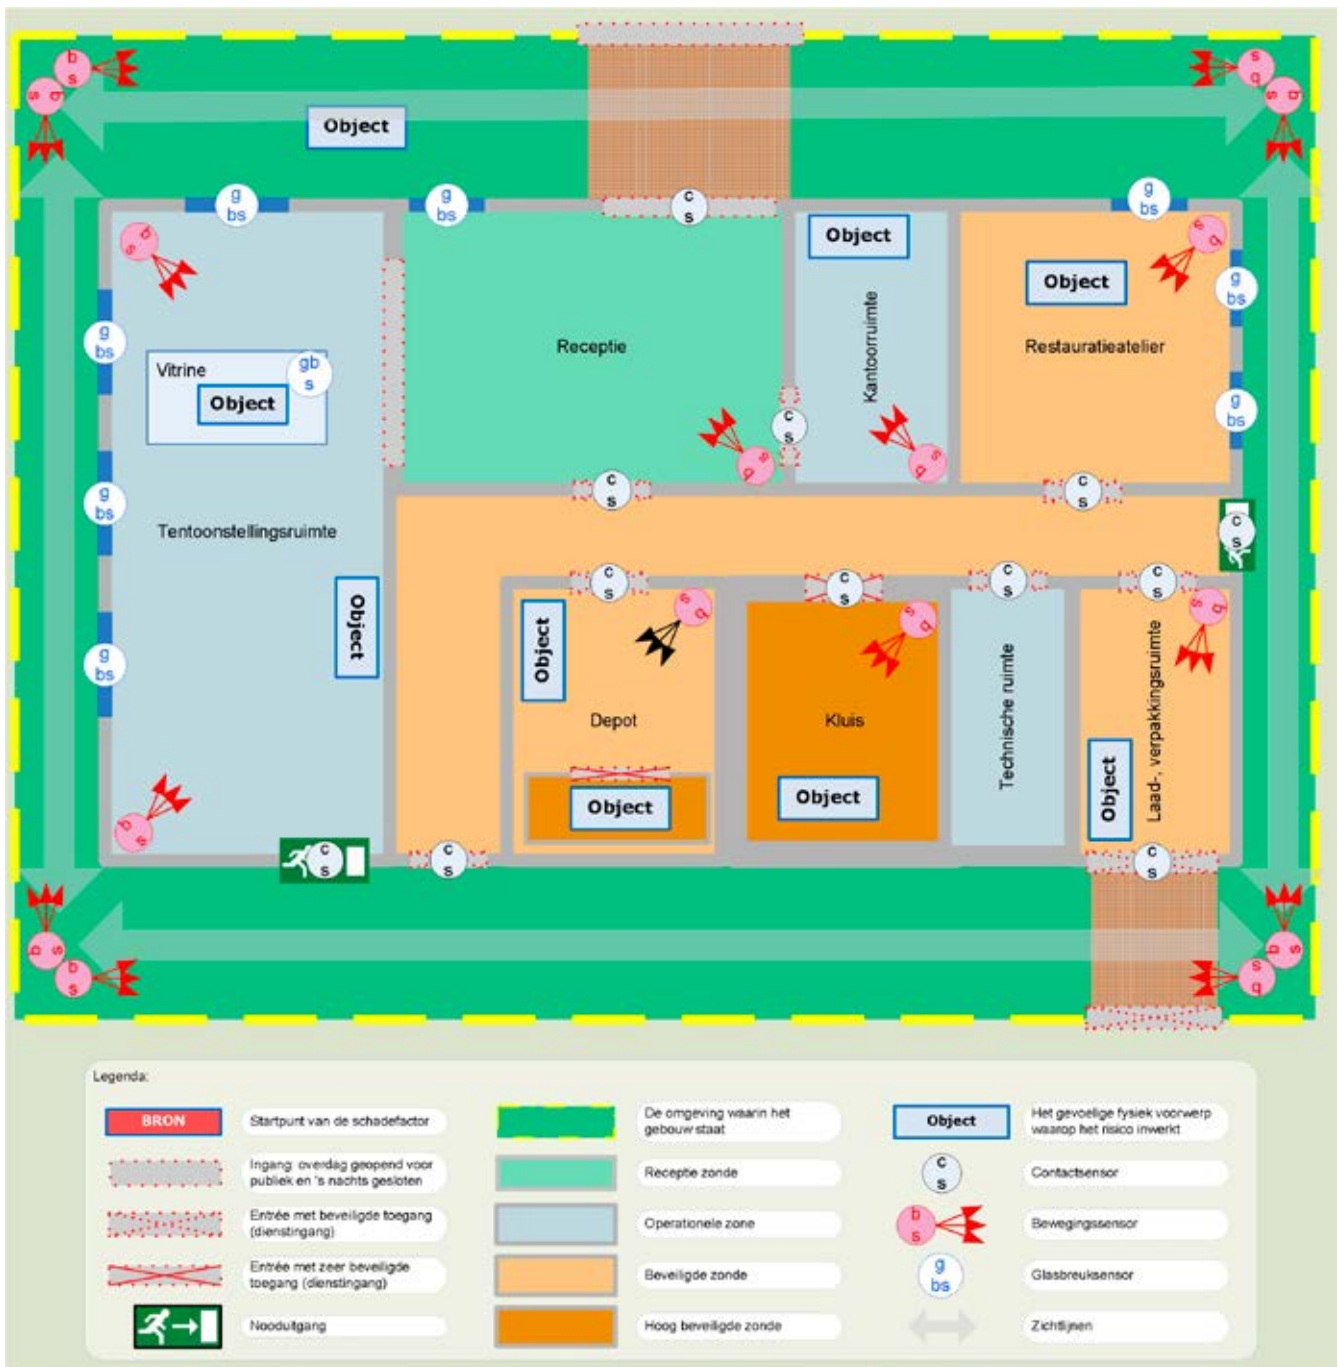 b
s
b
s
s
b
s
b
Object
g
bs
g
bs
c
s
g
bs
b
s
Object
s
b
Object
g
bs
g
bs
Receptie
Kantoorruimte
Restauratieatelier
g
bs
Vitrine
gb
s
Object
c
s
s
b
s
b
g
bs
c
s
c
s
Tentoonstellingsruimte
c
s
c
s
c
s
c
s
c
s
Object
Object
s
b
s
b
s
b
g
bs
Depot
Kluis
Technische ruimte
Laad-, verpakkingsruimte
Object
Object
Object
b
s
c
s
c
s
c
s
b
s
b
s
b
s
s
b
Legenda:
BRON
Startpunt van de schadefactor
De omgeving waarin het
gebouw staat
Object
Het gevoelige fysiek voorwerp
waarop het risico inwerkt
Ingang: overdag geopend voor
publiek en 's nachts gesloten
Receptie zonde
c
s
Contactsensor
Entrée met beveiligde toegang
(dienstingang)
Operationele zone
b
s
Bewegingssensor
Entrée met zeer beveiligde
toegang (dienstingang)
Beveiligde zonde
g
bs
Glasbreuksensor
Nooduitgang
Hoog beveiligde zonde
Zichtlijnen